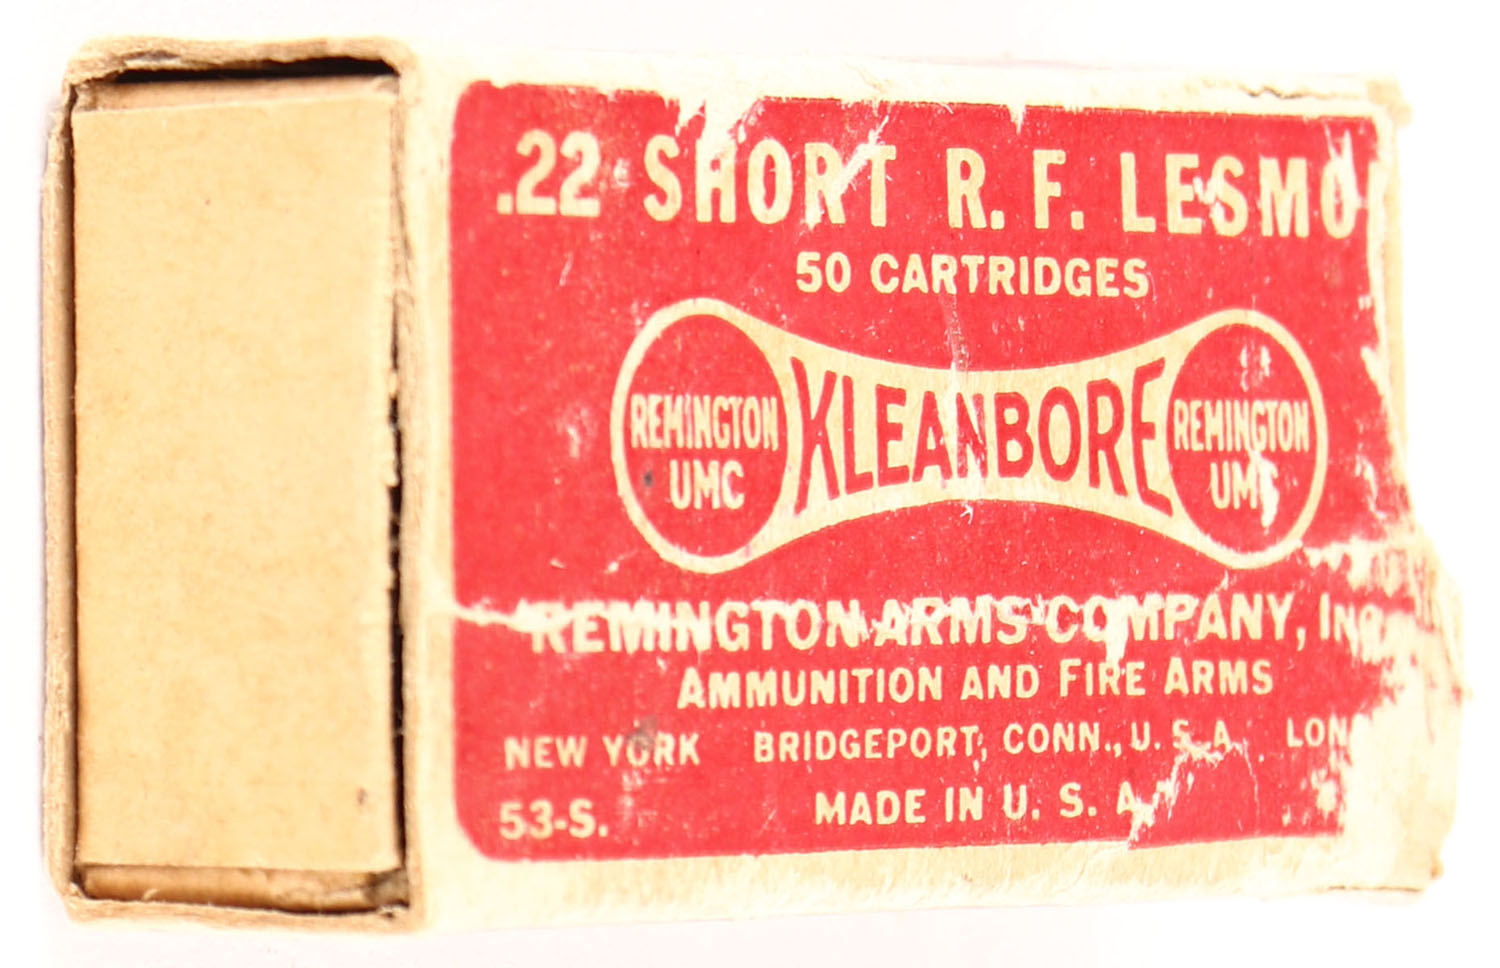 .22 SHORT R. F. LESMO
50 CARTRIDGES
REMINGTON UMC
KLEANBORE
REMINGTON UMC
REMINGTON ARMS COMPANY, INC.
AMMUNITION AND FIRE ARMS
NEW YORK BRIDGEPORT, CONN., U. S. A.
53-S. MADE IN U. S. A.